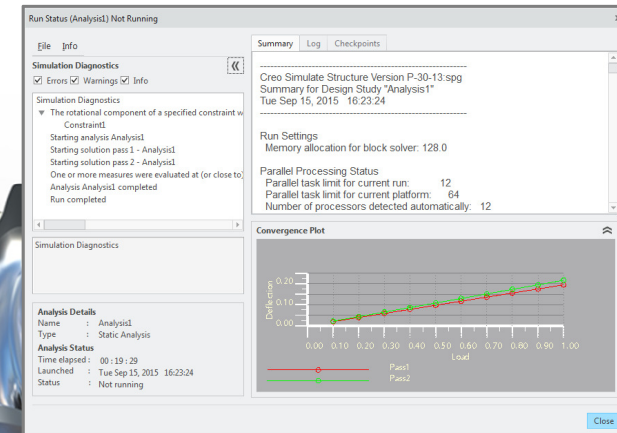 Run Status (Analysis1) Not Running
File Info
Simulation Diagnostics
Errors Warnings Info
Simulation Diagnostics
The rotational component of a specified constraint w
Constraint1
Starting analysis Analysis1
Starting solution pass 1 - Analysis1
Starting solution pass 2 - Analysis1
One or more measures were evaluated at (or close to)
Analysis Analysis1 completed
Run completed
Simulation Diagnostics
Analysis Details
Name : Analysis1
Type : Static Analysis
Analysis Status
Time elapsed : 00 : 19 : 29
Launched : Tue Sep 15, 2015 16:23:24
Status : Not running
Summary Log Checkpoints
------------------------------------------------------------
Creo Simulate Structure Version P-30-13:spg
Summary for Design Study "Analysis1"
Tue Sep 15, 2015 16:23:24
------------------------------------------------------------
Run Settings
Memory allocation for block solver: 128.0
Parallel Processing Status
Parallel task limit for current run: 12
Parallel task limit for current platform: 64
Number of processors detected automatically: 12
Convergence Plot
Deflection
0.20
0.10
0.00
0.00 0.10 0.20 0.30 0.40 0.50 0.60 0.70 0.80 0.90 1.00
Load
Pass1
Pass2
Close